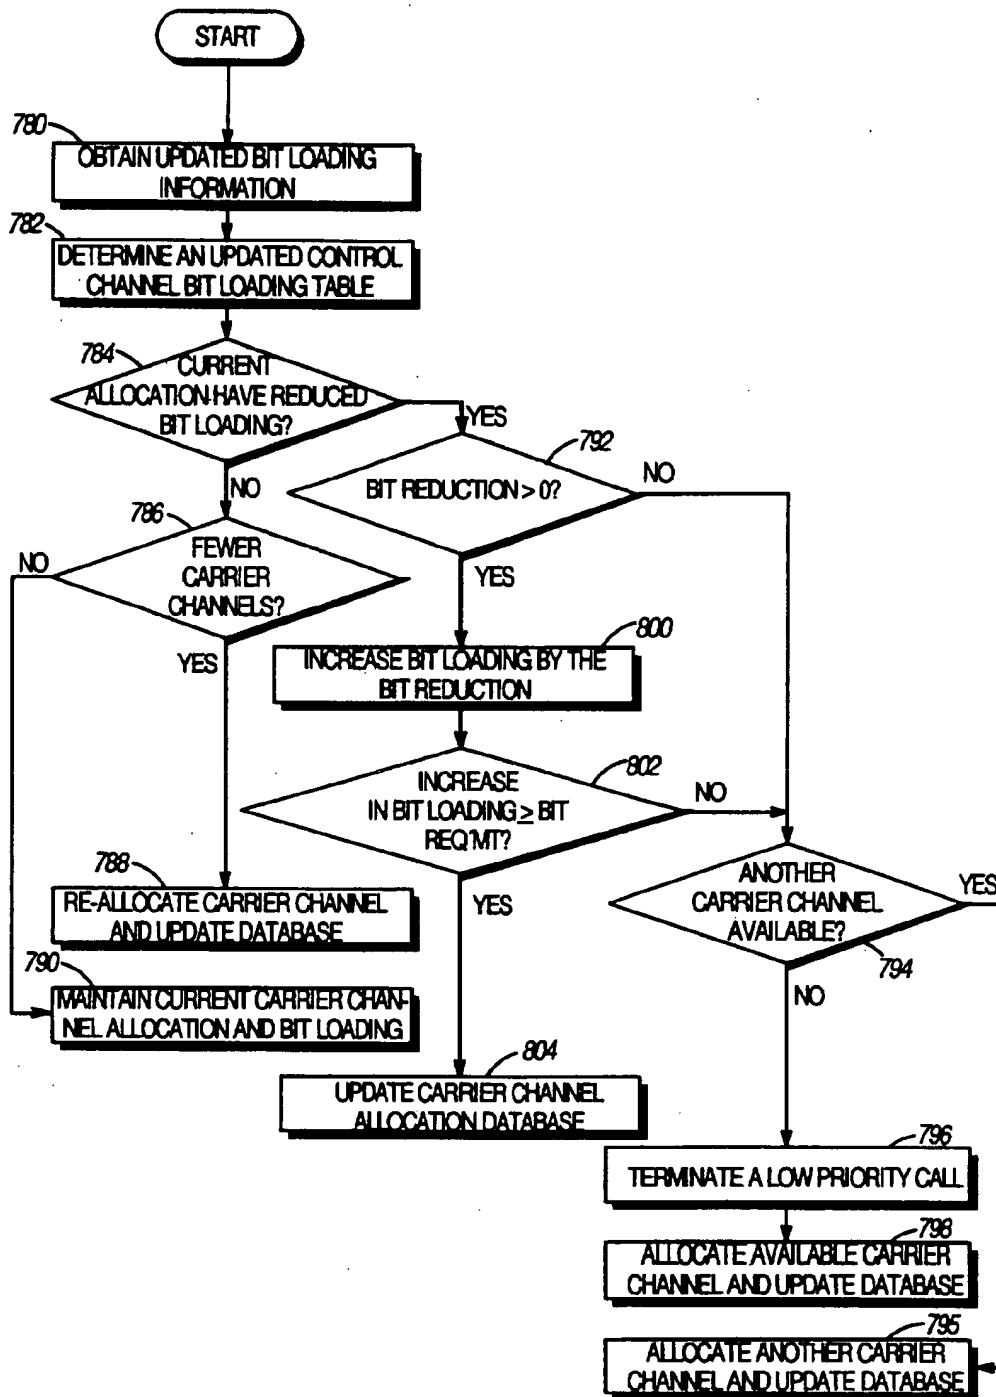 START
780
OBTAIN UPDATED BIT LOADING
INFORMATION
782
DETERMINE AN UPDATED CONTROL
CHANNEL BIT LOADING TABLE
784
CURRENT
ALLOCATION HAVE REDUCED
BIT LOADING?
YES
NO
792
BIT REDUCTION > 0?
NO
YES
786
FEWER
CARRIER
CHANNELS?
NO
YES
800
INCREASE BIT LOADING BY THE
BIT REDUCTION
802
INCREASE
IN BIT LOADING ≥ BIT
REQ'MT?
NO
YES
788
RE-ALLOCATE CARRIER CHANNEL
AND UPDATE DATABASE
790
MAINTAIN CURRENT CARRIER CHAN-
NEL ALLOCATION AND BIT LOADING
ANOTHER
CARRIER CHANNEL
AVAILABLE?
YES
794
NO
804
UPDATE CARRIER CHANNEL
ALLOCATION DATABASE
796
TERMINATE A LOW PRIORITY CALL
798
ALLOCATE AVAILABLE CARRIER
CHANNEL AND UPDATE DATABASE
795
ALLOCATE ANOTHER CARRIER
CHANNEL AND UPDATE DATABASE